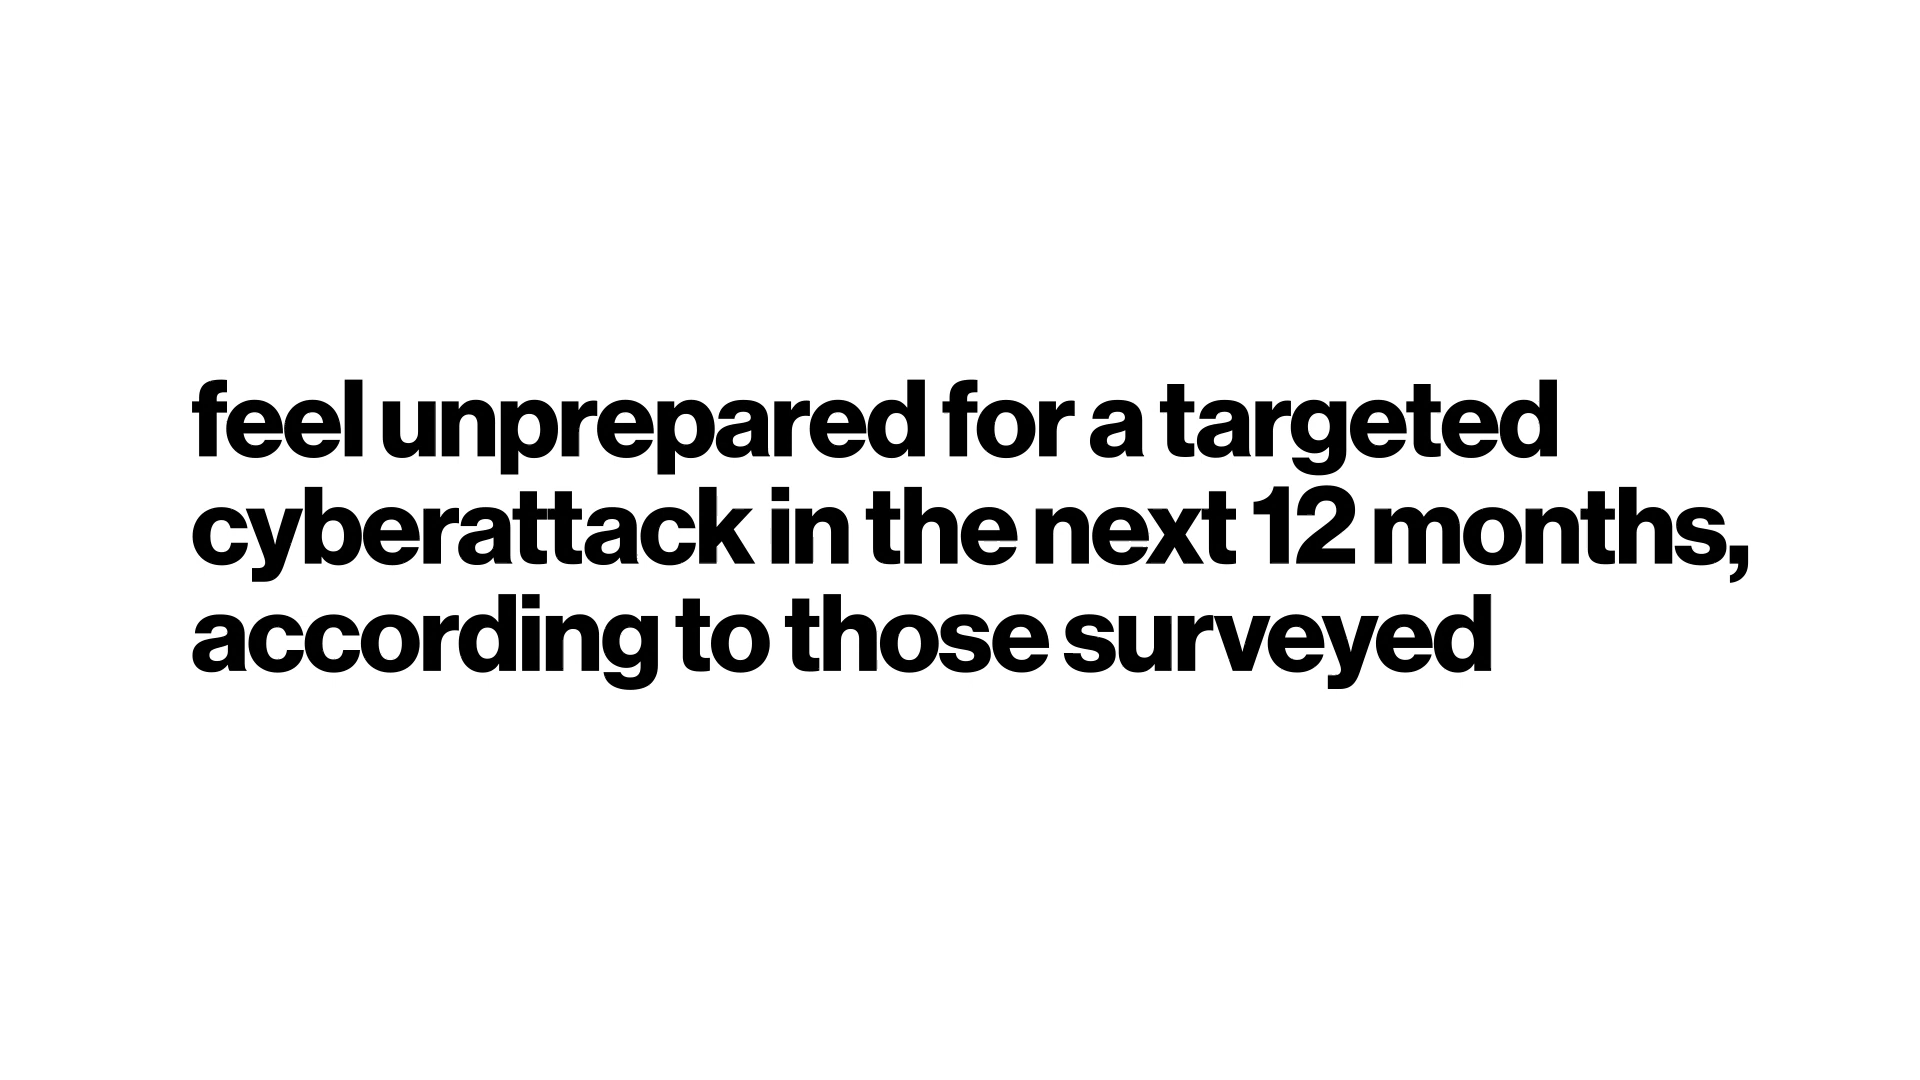 feel unprepared for a targeted
cyberattack in the next 12 months,
according to those surveyed